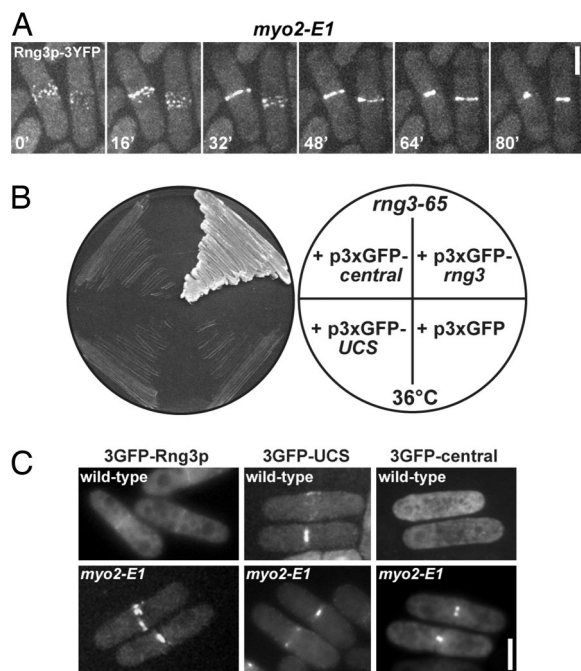 A
myo2-E1
Rng3p-3YFP
0' 16' 32' 48' 64' 80'
B
rng3-65
+ p3xGFP- + p3xGFP-
central rng3
+ p3xGFP- + p3xGFP
UCS
36°C
C
3GFP-Rng3p 3GFP-UCS 3GFP-central
wild-type wild-type wild-type
myo2-E1 myo2-E1 myo2-E1